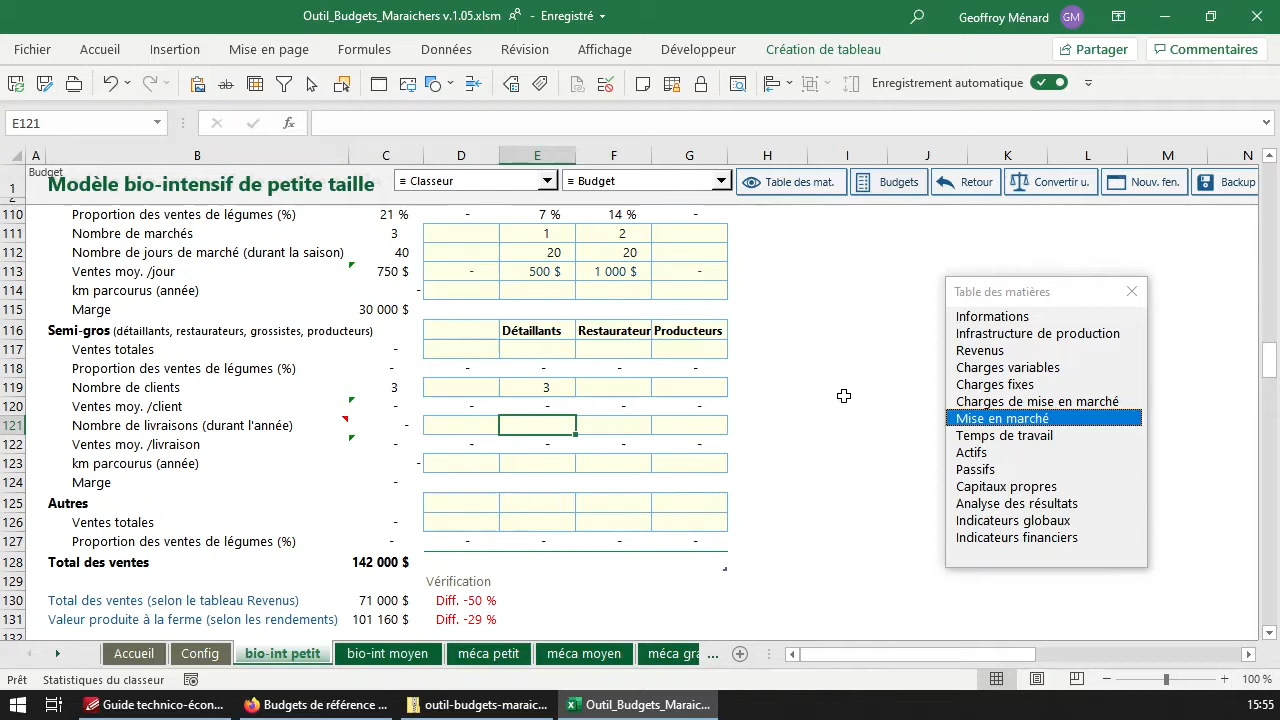 Outil_Budgets_Maraichers v.1.05.xlsm - Enregistré
Geoffroy Ménard GM
Fichier Accueil Insertion Mise en page Formules Données Révision Affichage Développeur Création de tableau Partager Commentaires
Enregistrement automatique
E121 fx
A B C D E F G H I J K L M N
Budget
1 Modèle bio-intensif de petite taille ≡ Classeur ≡ Budget Table des mat. Budgets Retour Convertir u. Nouv. fen. Backup
2
110 Proportion des ventes de légumes (%) 21 % - 7 % 14 % -
111 Nombre de marchés 3 1 2
112 Nombre de jours de marché (durant la saison) 40 20 20
113 Ventes moy. /jour 750 $ - 500 $ 1 000 $ -
114 km parcourus (année) -
115 Marge 30 000 $
116 Semi-gros (détaillants, restaurateurs, grossistes, producteurs) Détaillants Restaurateur Producteurs
117 Ventes totales -
118 Proportion des ventes de légumes (%) - - - - -
119 Nombre de clients 3 3
120 Ventes moy. /client - - - - -
121 Nombre de livraisons (durant l'année) -
122 Ventes moy. /livraison - - - - -
123 km parcourus (année) -
124 Marge -
125 Autres
126 Ventes totales -
127 Proportion des ventes de légumes (%) - - - - -
128 Total des ventes 142 000 $
129 Vérification
130 Total des ventes (selon le tableau Revenus) 71 000 $ Diff. -50 %
131 Valeur produite à la ferme (selon les rendements) 101 160 $ Diff. -29 %
132
Table des matières
Informations
Infrastructure de production
Revenus
Charges variables
Charges fixes
Charges de mise en marché
Mise en marché
Temps de travail
Actifs
Passifs
Capitaux propres
Analyse des résultats
Indicateurs globaux
Indicateurs financiers
Accueil Config bio-int petit bio-int moyen méca petit méca moyen méca gra ...
Prêt Statistiques du classeur 100 %
Guide technico-écon... Budgets de référence ... outil-budgets-maraic... Outil_Budgets_Maraic... 15:55